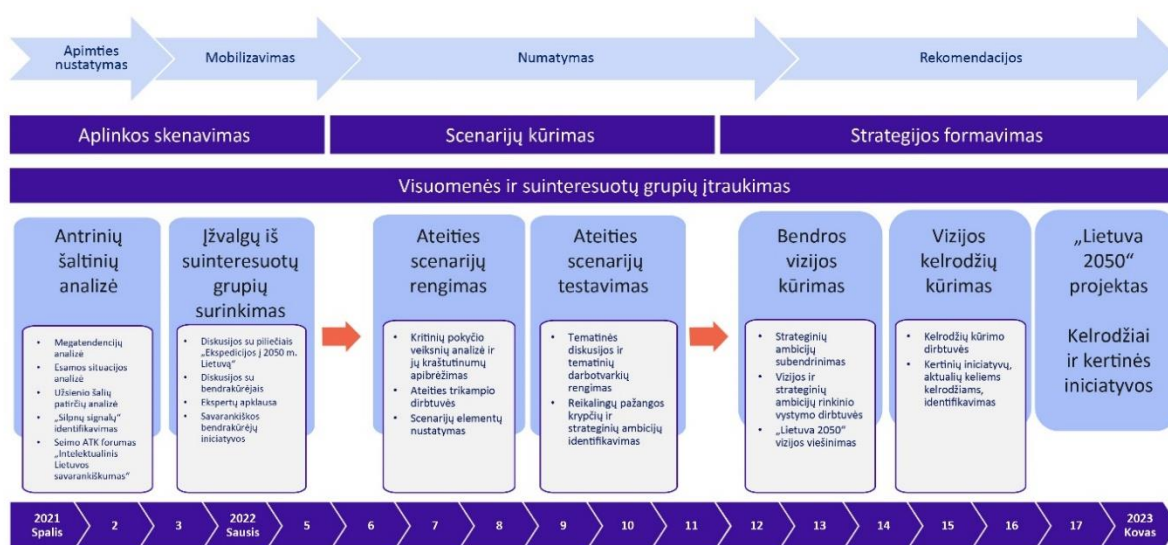 Apimties
nustatymas
Mobilizavimas
Numatymas
Rekomendacijos
Aplinkos skenavimas
Scenarijų kūrimas
Strategijos formavimas
Visuomenės ir suinteresuotų grupių įtraukimas
Antrinių
šaltinių
analizė
• Megatendencijų
analizė
• Esamos situacijos
analizė
• Užsienio šalių
patirčių analizė
• „Silpnų signalų“
identifikavimas
• Seimo ATK forumas
„Intelektualinis
Lietuvos
savarankiškumas“
Įžvalgų iš
suinteresuotų
grupių
surinkimas
• Diskusijos su piliečiais
„Ekspedicijos į 2050 m.
Lietuvą“
• Diskusijos su
bendrakūrėjais
• Ekspertų apklausa
• Savarankiškos
bendrakūrėjų
iniciatyvos
Ateities
scenarijų
rengimas
• Kritinių pokyčio
veiksnių analizė ir
jų kraštutinumų
apibrėžimas
• Ateities trikampio
dirbtuvės
• Scenarijų elementų
nustatymas
Ateities
scenarijų
testavimas
• Tematinės
diskusijos ir
tematinių
darbotvarkių
rengimas
• Reikalingų pažangos
krypčių ir
strateginių ambicijų
identifikavimas
Bendros
vizijos
kūrimas
• Strateginių
ambicijų
subendrinimas
• Vizijos ir
strateginių
ambicijų rinkinio
vystymo dirbtuvės
• „Lietuva 2050“
vizijos viešinimas
Vizijos
kelrodžių
kūrimas
• Kelrodžių kūrimo
dirbtuvės
• Kertinių iniciatyvų,
aktualių keliems
kelrodžiams,
identifikavimas
„Lietuva
2050“
projektas
Kelrodžiai
ir kertinės
iniciatyvos
2021
Spalis
2
3
2022
Sausis
5
6
7
8
9
10
11
12
13
14
15
16
17
2023
Kovas